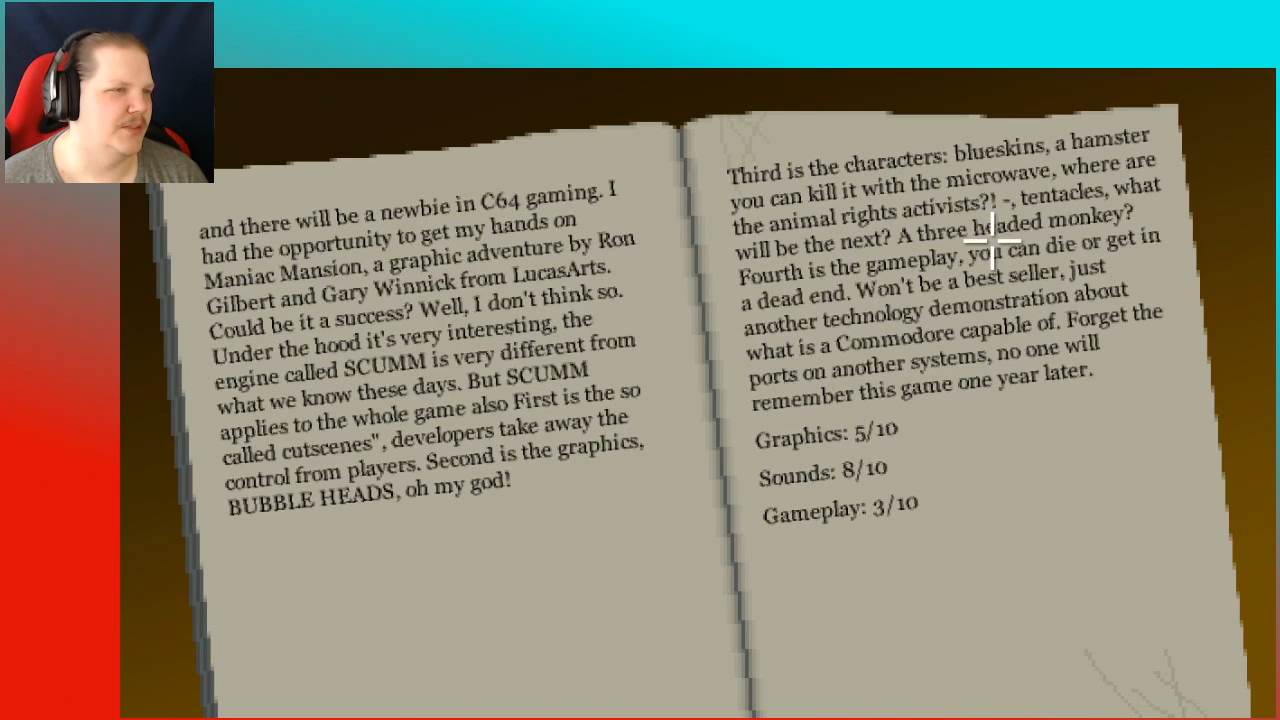 and there will be a newbie in C64 gaming. I
had the opportunity to get my hands on
Maniac Mansion, a graphic adventure by Ron
Gilbert and Gary Winnick from LucasArts.
Could be it a success? Well, I don't think so.
Under the hood it's very interesting, the
engine called SCUMM is very different from
what we know these days. But SCUMM
applies to the whole game also First is the so
called cutscenes", developers take away the
control from players. Second is the graphics,
BUBBLE HEADS, oh my god!
Third is the characters: blueskins, a hamster
you can kill it with the microwave, where are
the animal rights activists?! -, tentacles, what
will be the next? A three headed monkey?
Fourth is the gameplay, you can die or get in
a dead end. Won't be a best seller, just
another technology demonstration about
what is a Commodore capable of. Forget the
ports on another systems, no one will
remember this game one year later.
Graphics: 5/10
Sounds: 8/10
Gameplay: 3/10